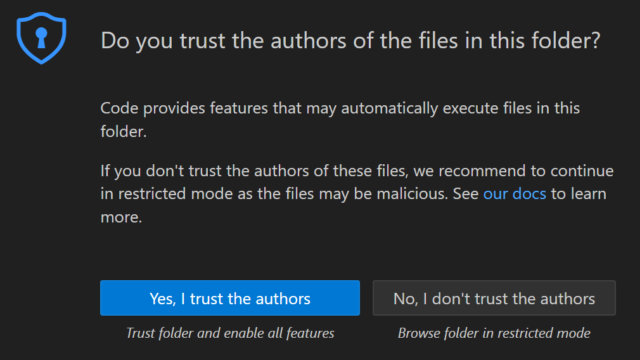 Do you trust the authors of the files in this folder?
Code provides features that may automatically execute files in this
folder.
If you don't trust the authors of these files, we recommend to continue
in restricted mode as the files may be malicious. See our docs to learn
more.
Yes, I trust the authors
No, I don't trust the authors
Trust folder and enable all features
Browse folder in restricted mode